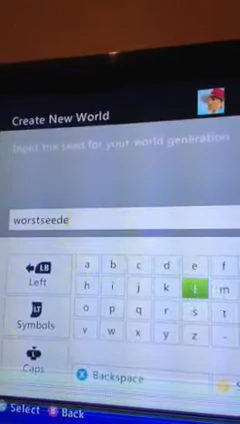 Create New World
Input the seed for your world generation
worstseede
LB
Left
a b c d e f
h i j k l m
LT
Symbols
o p q r s t
v w x y z -
L
Caps
X Backspace
Select B Back